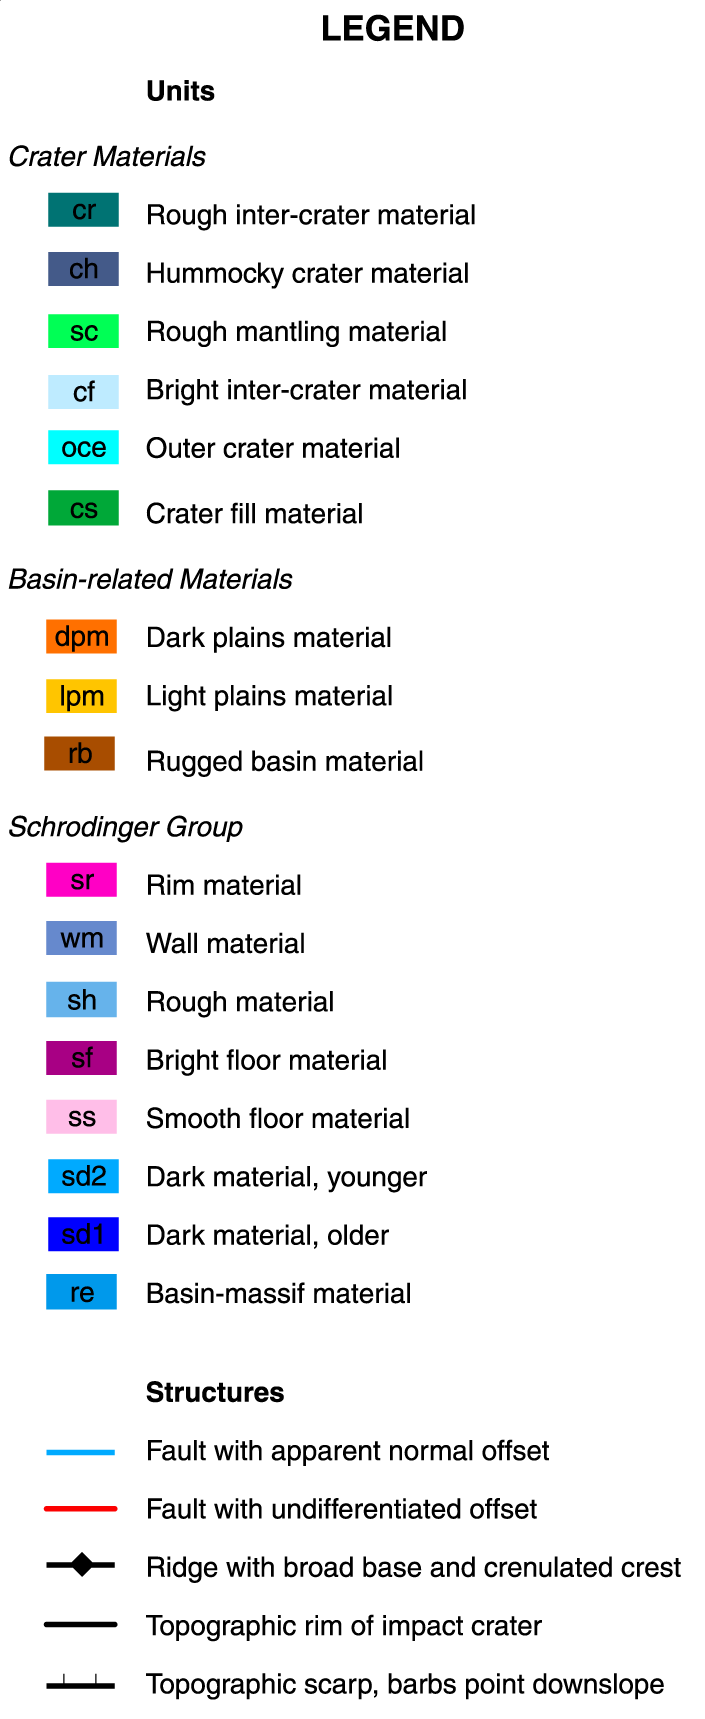 LEGEND
Units
Crater Materials
cr Rough inter-crater material
ch Hummocky crater material
sc Rough mantling material
cf Bright inter-crater material
oce Outer crater material
cs Crater fill material
Basin-related Materials
dpm Dark plains material
lpm Light plains material
rb Rugged basin material
Schrodinger Group
sr Rim material
wm Wall material
sh Rough material
sf Bright floor material
ss Smooth floor material
sd2 Dark material, younger
sd1 Dark material, older
re Basin-massif material
Structures
Fault with apparent normal offset
Fault with undifferentiated offset
Ridge with broad base and crenulated crest
Topographic rim of impact crater
Topographic scarp, barbs point downslope